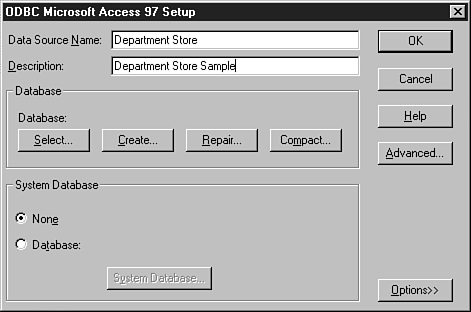 ODBC Microsoft Access 97 Setup
Data Source Name: Department Store
Description: Department Store Sample
OK
Cancel
Help
Advanced...
Database
Database:
Select... Create... Repair... Compact...
System Database
None
Database:
System Database...
Options>>